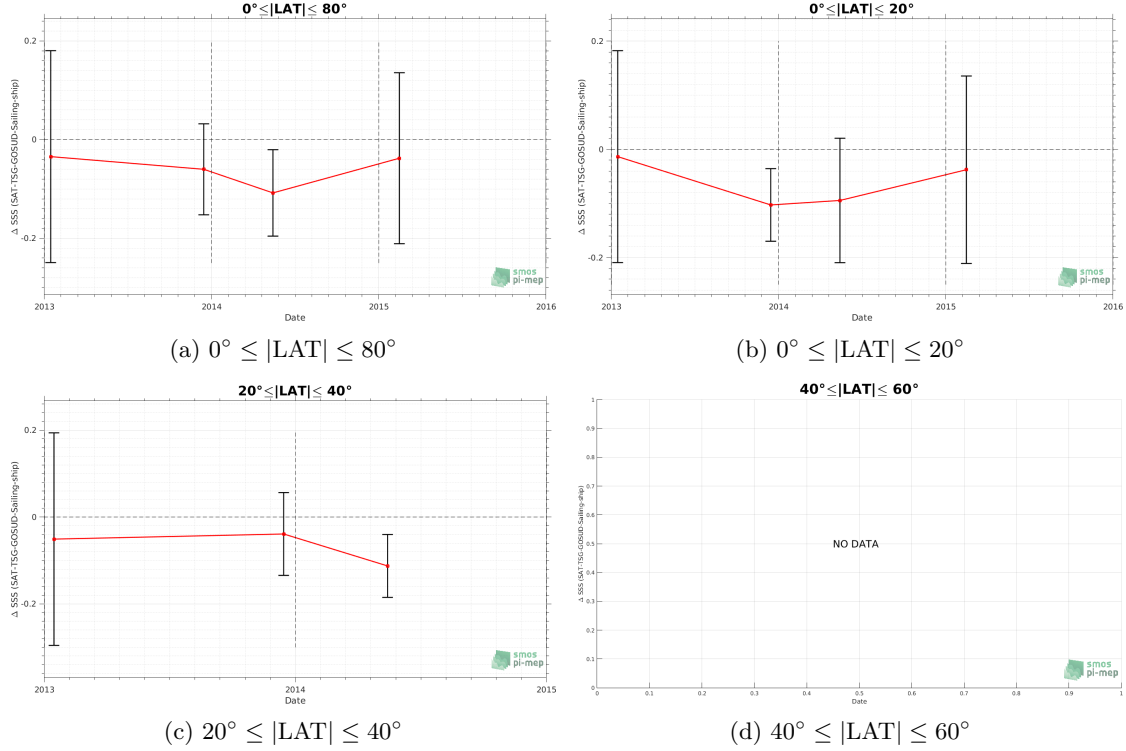 0°≤|LAT|≤ 80°
Δ SSS (SAT-TSG-GOSUD-Sailing-ship)
0.2
0
-0.2
2013
2014
2015
2016
Date
smos
pi-mep
(a) 0° ≤ |LAT| ≤ 80°
0°≤|LAT|≤ 20°
Δ SSS (SAT-TSG-GOSUD-Sailing-ship)
0.2
0
-0.2
2013
2014
2015
2016
Date
smos
pi-mep
(b) 0° ≤ |LAT| ≤ 20°
20°≤|LAT|≤ 40°
Δ SSS (SAT-TSG-GOSUD-Sailing-ship)
0.2
0
-0.2
2013
2014
2015
Date
smos
pi-mep
(c) 20° ≤ |LAT| ≤ 40°
40°≤|LAT|≤ 60°
Δ SSS (SAT-TSG-GOSUD-Sailing-ship)
1
0.9
0.8
0.7
0.6
0.5
0.4
0.3
0.2
0.1
0
NO DATA
0
0.1
0.2
0.3
0.4
0.5
0.6
0.7
0.8
0.9
1
Date
smos
pi-mep
(d) 40° ≤ |LAT| ≤ 60°